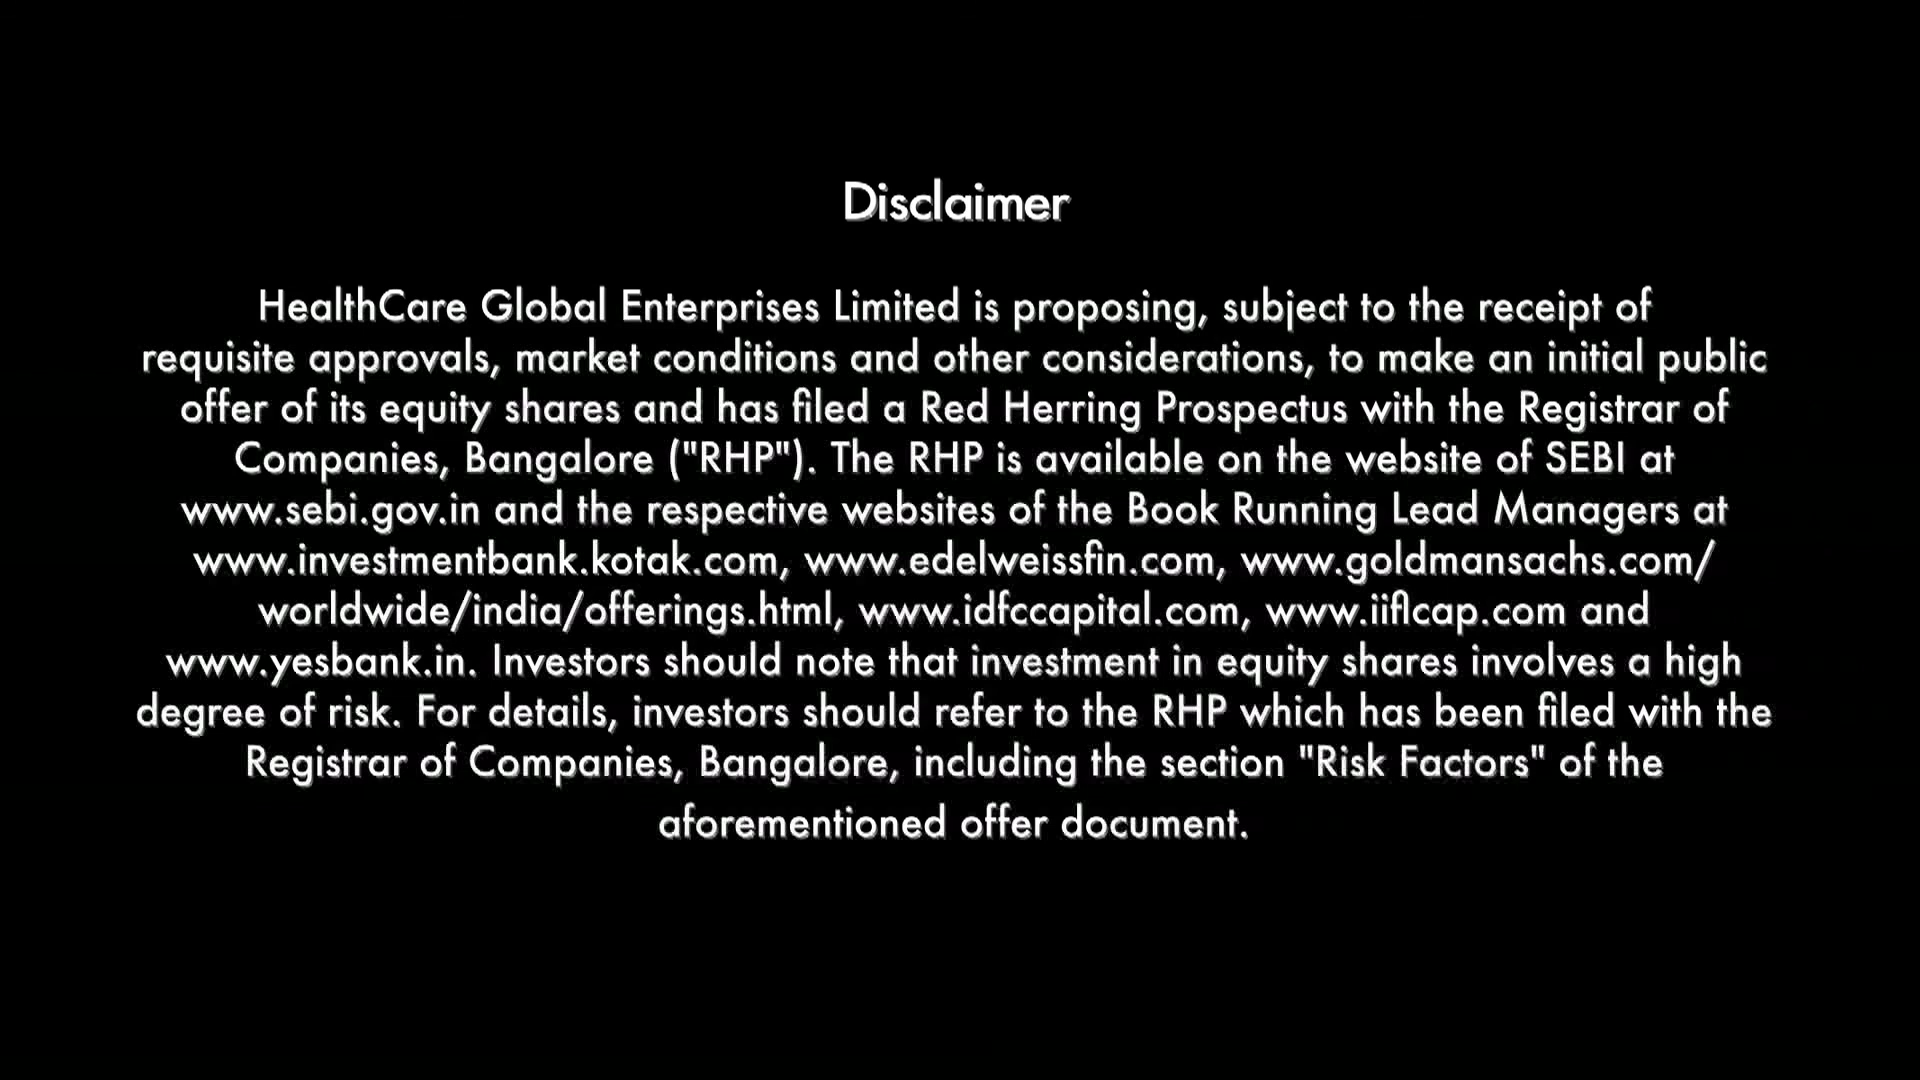 Disclaimer
HealthCare Global Enterprises Limited is proposing, subject to the receipt of
requisite approvals, market conditions and other considerations, to make an initial public
offer of its equity shares and has filed a Red Herring Prospectus with the Registrar of
Companies, Bangalore ("RHP"). The RHP is available on the website of SEBI at
www.sebi.gov.in and the respective websites of the Book Running Lead Managers at
www.investmentbank.kotak.com, www.edelweissfin.com, www.goldmansachs.com/
worldwide/india/offerings.html, www.idfccapital.com, www.iiflcap.com and
www.yesbank.in. Investors should note that investment in equity shares involves a high
degree of risk. For details, investors should refer to the RHP which has been filed with the
Registrar of Companies, Bangalore, including the section "Risk Factors" of the
aforementioned offer document.